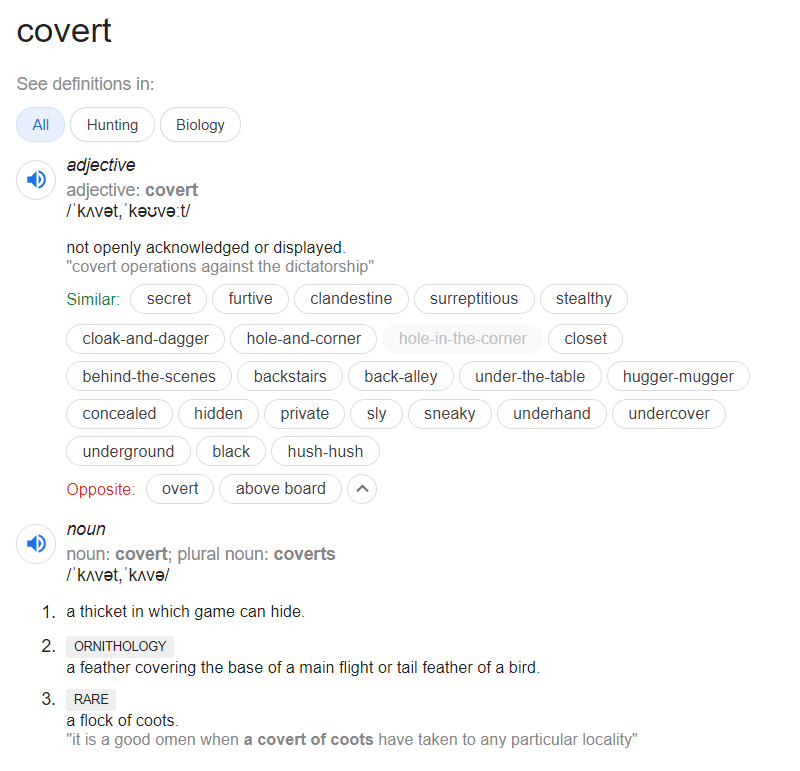 covert
See definitions in:
All Hunting Biology
adjective
adjective: covert
/ˈkʌvət,ˈkəʊvəːt/
not openly acknowledged or displayed.
"covert operations against the dictatorship"
Similar: secret furtive clandestine surreptitious stealthy
cloak-and-dagger hole-and-corner hole-in-the-corner closet
behind-the-scenes backstairs back-alley under-the-table hugger-mugger
concealed hidden private sly sneaky underhand undercover
underground black hush-hush
Opposite: overt above board
noun
noun: covert; plural noun: coverts
/ˈkʌvət,ˈkʌvə/
1. a thicket in which game can hide.
2. ORNITHOLOGY
a feather covering the base of a main flight or tail feather of a bird.
3. RARE
a flock of coots.
"it is a good omen when a covert of coots have taken to any particular locality"